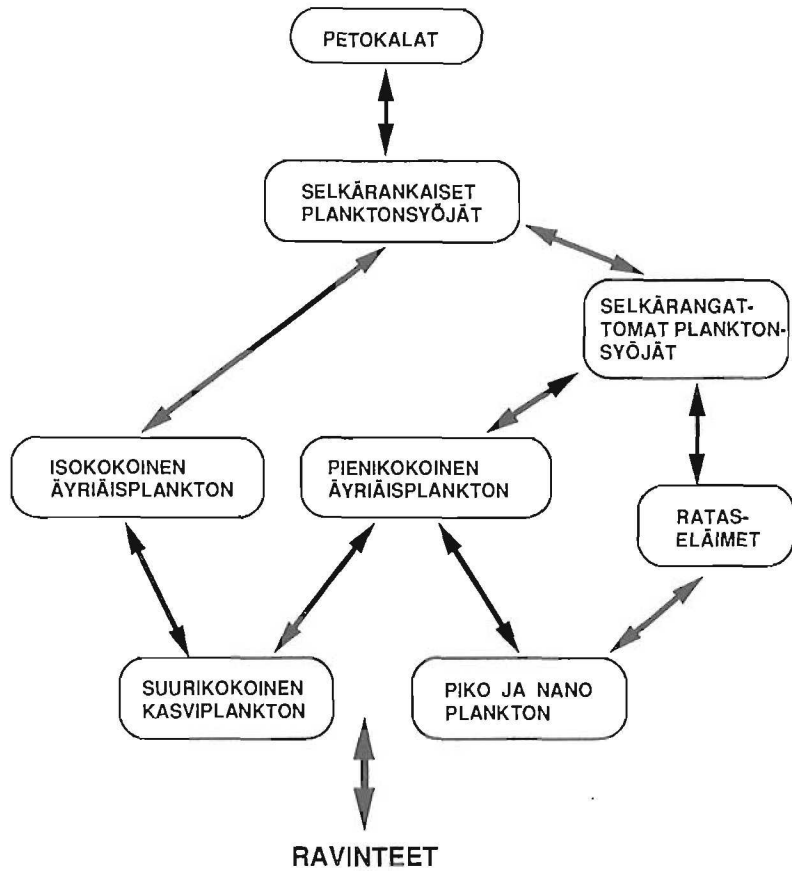 PETOKALAT
SELKÄRANKAISET
PLANKTONSYÖJÄT
SELKÄRANGAT-
TOMAT PLANKTON-
SYÖJÄT
ISOKOKOINEN
ÄYRIÄISPLANKTON
PIENIKOKOINEN
ÄYRIÄISPLANKTON
RATAS-
ELÄIMET
SUURIKOKOINEN
KASVIPLANKTON
PIKO JA NANO
PLANKTON
RAVINTEET